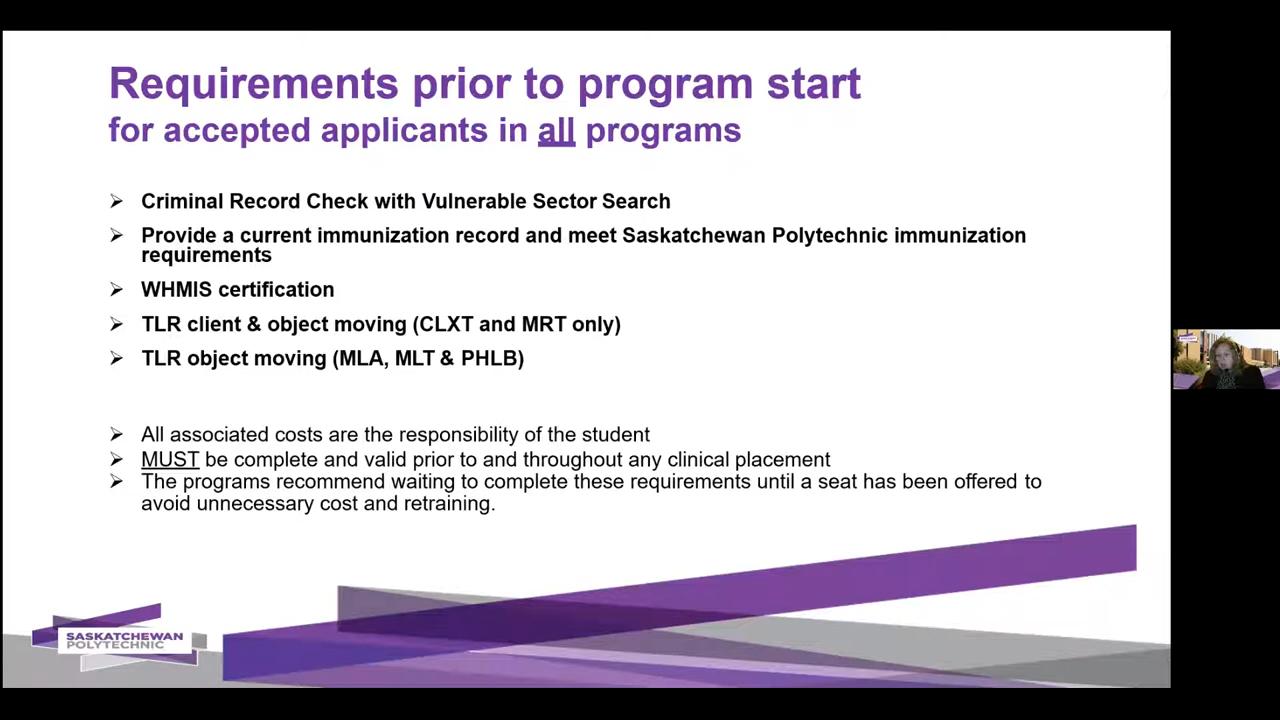 Requirements prior to program start
for accepted applicants in all programs
Criminal Record Check with Vulnerable Sector Search
Provide a current immunization record and meet Saskatchewan Polytechnic immunization
requirements
WHMIS certification
TLR client & object moving (CLXT and MRT only)
TLR object moving (MLA, MLT & PHLB)
All associated costs are the responsibility of the student
MUST be complete and valid prior to and throughout any clinical placement
The programs recommend waiting to complete these requirements until a seat has been offered to
avoid unnecessary cost and retraining.
SASKATCHEWAN
POLYTECHNIC